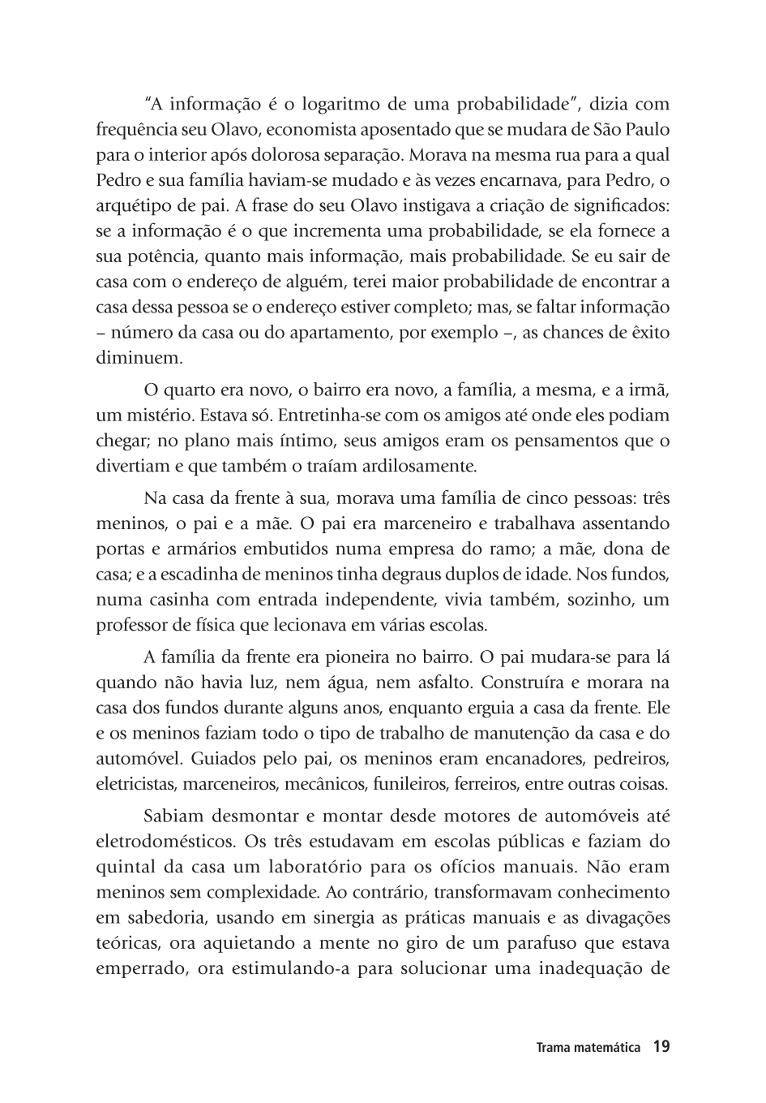 “A informação é o logaritmo de uma probabilidade”, dizia com
frequência seu Olavo, economista aposentado que se mudara de São Paulo
para o interior após dolorosa separação. Morava na mesma rua para a qual
Pedro e sua família haviam-se mudado e às vezes encarnava, para Pedro, o
arquétipo de pai. A frase do seu Olavo instigava a criação de significados:
se a informação é o que incrementa uma probabilidade, se ela fornece a
sua potência, quanto mais informação, mais probabilidade. Se eu sair de
casa com o endereço de alguém, terei maior probabilidade de encontrar a
casa dessa pessoa se o endereço estiver completo; mas, se faltar informação
– número da casa ou do apartamento, por exemplo –, as chances de êxito
diminuem.
O quarto era novo, o bairro era novo, a família, a mesma, e a irmã,
um mistério. Estava só. Entretinha-se com os amigos até onde eles podiam
chegar; no plano mais íntimo, seus amigos eram os pensamentos que o
divertiam e que também o traíam ardilosamente.
Na casa da frente à sua, morava uma família de cinco pessoas: três
meninos, o pai e a mãe. O pai era marceneiro e trabalhava assentando
portas e armários embutidos numa empresa do ramo; a mãe, dona de
casa; e a escadinha de meninos tinha degraus duplos de idade. Nos fundos,
numa casinha com entrada independente, vivia também, sozinho, um
professor de física que lecionava em várias escolas.
A família da frente era pioneira no bairro. O pai mudara-se para lá
quando não havia luz, nem água, nem asfalto. Construíra e morara na
casa dos fundos durante alguns anos, enquanto erguia a casa da frente. Ele
e os meninos faziam todo o tipo de trabalho de manutenção da casa e do
automóvel. Guiados pelo pai, os meninos eram encanadores, pedreiros,
eletricistas, marceneiros, mecânicos, funileiros, ferreiros, entre outras coisas.
Sabiam desmontar e montar desde motores de automóveis até
eletrodomésticos. Os três estudavam em escolas públicas e faziam do
quintal da casa um laboratório para os ofícios manuais. Não eram
meninos sem complexidade. Ao contrário, transformavam conhecimento
em sabedoria, usando em sinergia as práticas manuais e as divagações
teóricas, ora aquietando a mente no giro de um parafuso que estava
emperrado, ora estimulando-a para solucionar uma inadequação de
Trama matemática 19